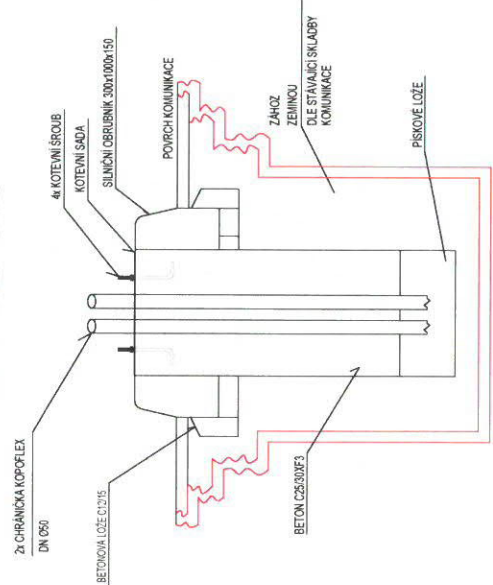 2x CHRÁNIČKA KOPOFLEX
DN Ø50
4x KOTEVNÍ ŠROUB
KOTEVNÍ SADA
SILNIČNÍ OBRUBNÍK 300x1000x150
POVRCH KOMUNIKACE
BETONOVÁ LOŽE C12/15
ZÁHOZ
ZEMINOU
DLE STÁVAJÍCÍ SKLADBY
KOMUNIKACE
BETON C25/30XF3
PÍSKOVÉ LOŽE